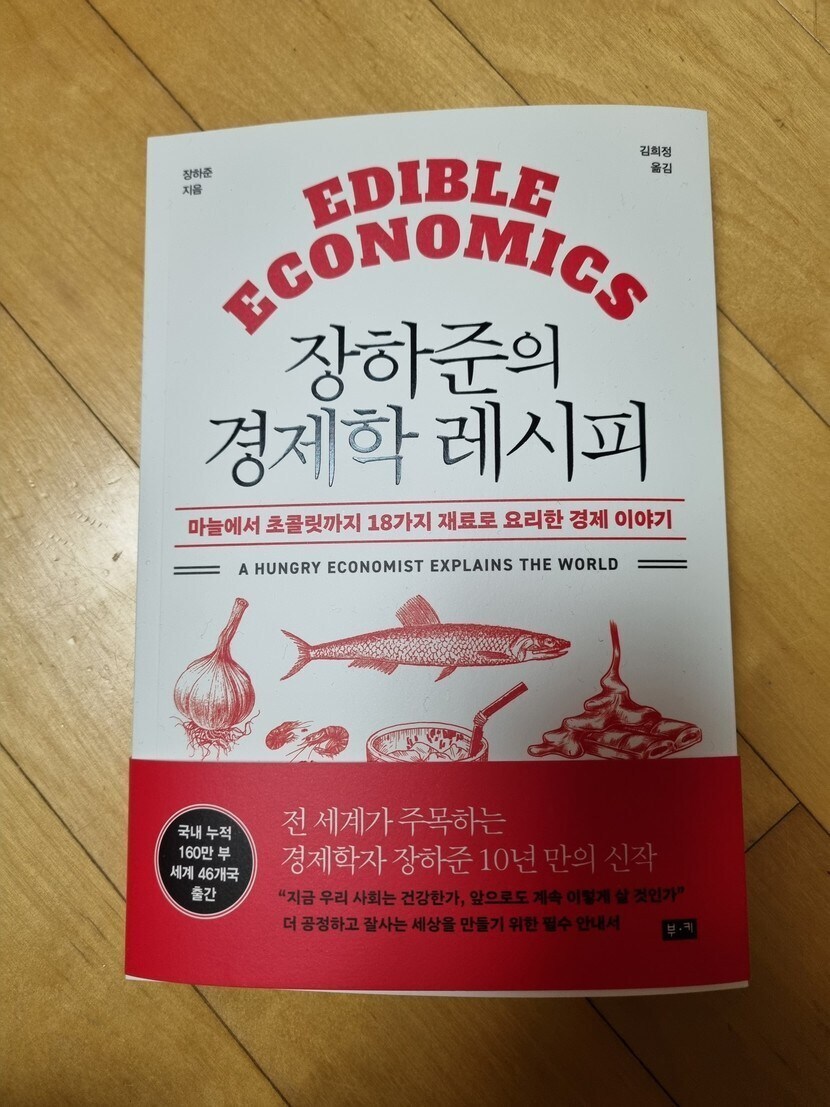 장하준
지음
김희정
옮김
EDIBLE
ECONOMICS
장하준의
경제학 레시피
마늘에서 초콜릿까지 18가지 재료로 요리한 경제 이야기
A HUNGRY ECONOMIST EXPLAINS THE WORLD
국내 누적
160만 부
세계 46개국
출간
전 세계가 주목하는
경제학자 장하준 10년 만의 신작
“지금 우리 사회는 건강한가, 앞으로도 계속 이렇게 살 것인가”
더 공정하고 잘사는 세상을 만들기 위한 필수 안내서
부·키